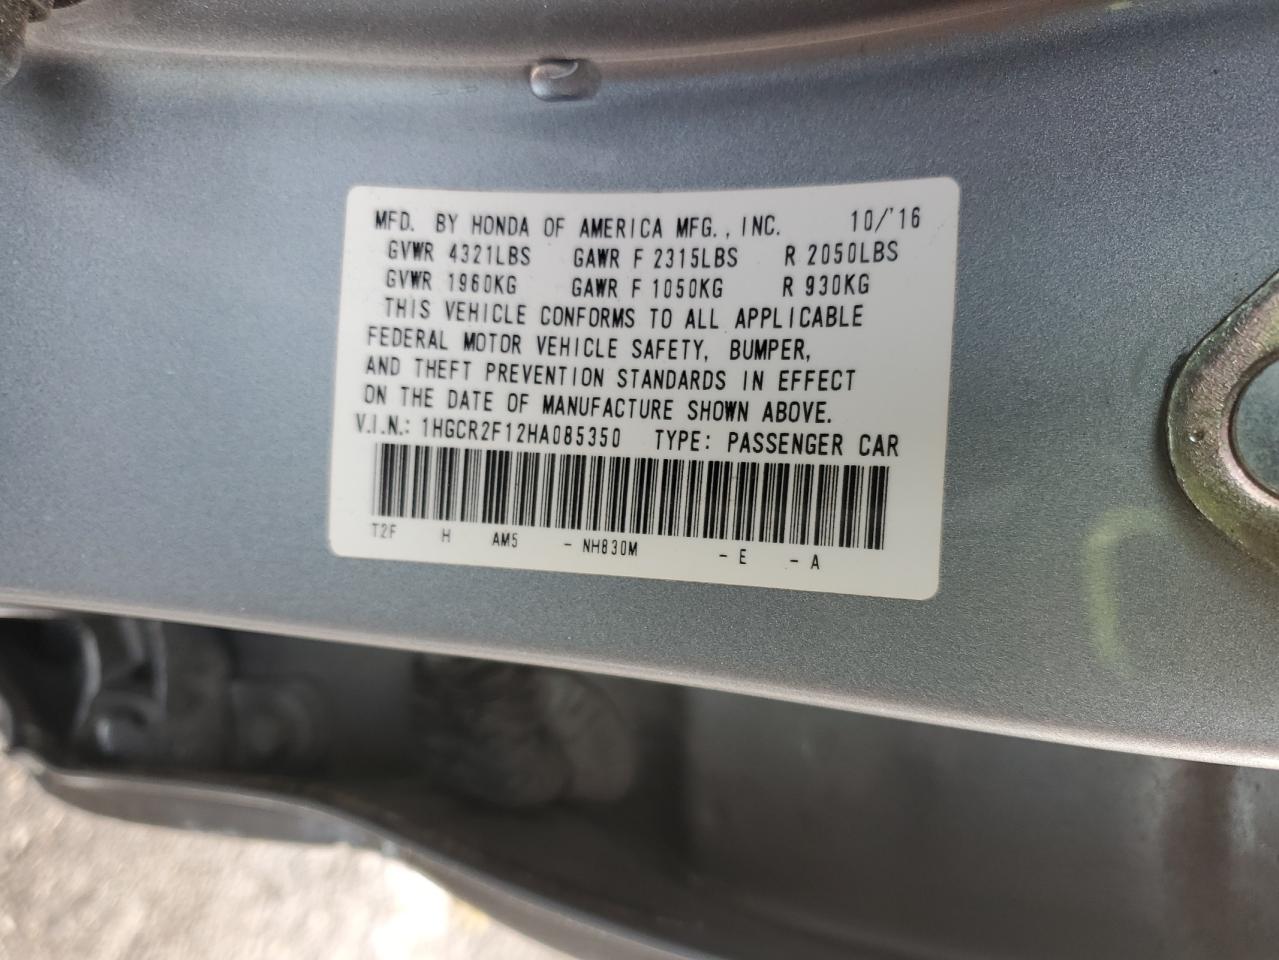 MFD. BY HONDA OF AMERICA MFG., INC. 10/'16
GVWR 4321LBS GAWR F 2315LBS R 2050LBS
GVWR 1960KG GAWR F 1050KG R 930KG
THIS VEHICLE CONFORMS TO ALL APPLICABLE
FEDERAL MOTOR VEHICLE SAFETY, BUMPER,
AND THEFT PREVENTION STANDARDS IN EFFECT
ON THE DATE OF MANUFACTURE SHOWN ABOVE.
V.I.N.: 1HGCR2F12HA085350 TYPE: PASSENGER CAR
T2F H AM5 - NH830M - E - A